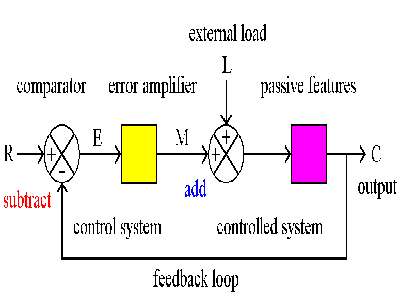 external load
L
comparator
error amplifier
passive features
R
+
-
E
M
+
+
C
subtract
add
output
control system
controlled system
feedback loop